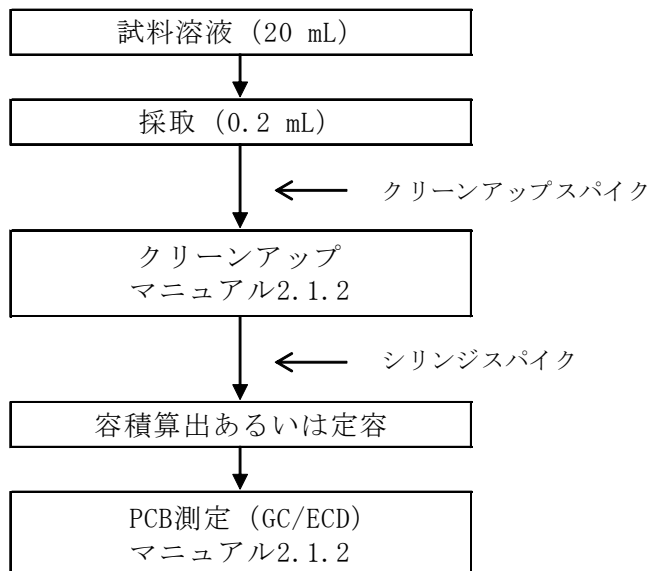 試料溶液 (20 mL)
採取 (0.2 mL)
クリーンアップスパイク
クリーンアップ
マニュアル2.1.2
シリンジスパイク
容積算出あるいは定容
PCB測定 (GC/ECD)
マニュアル2.1.2